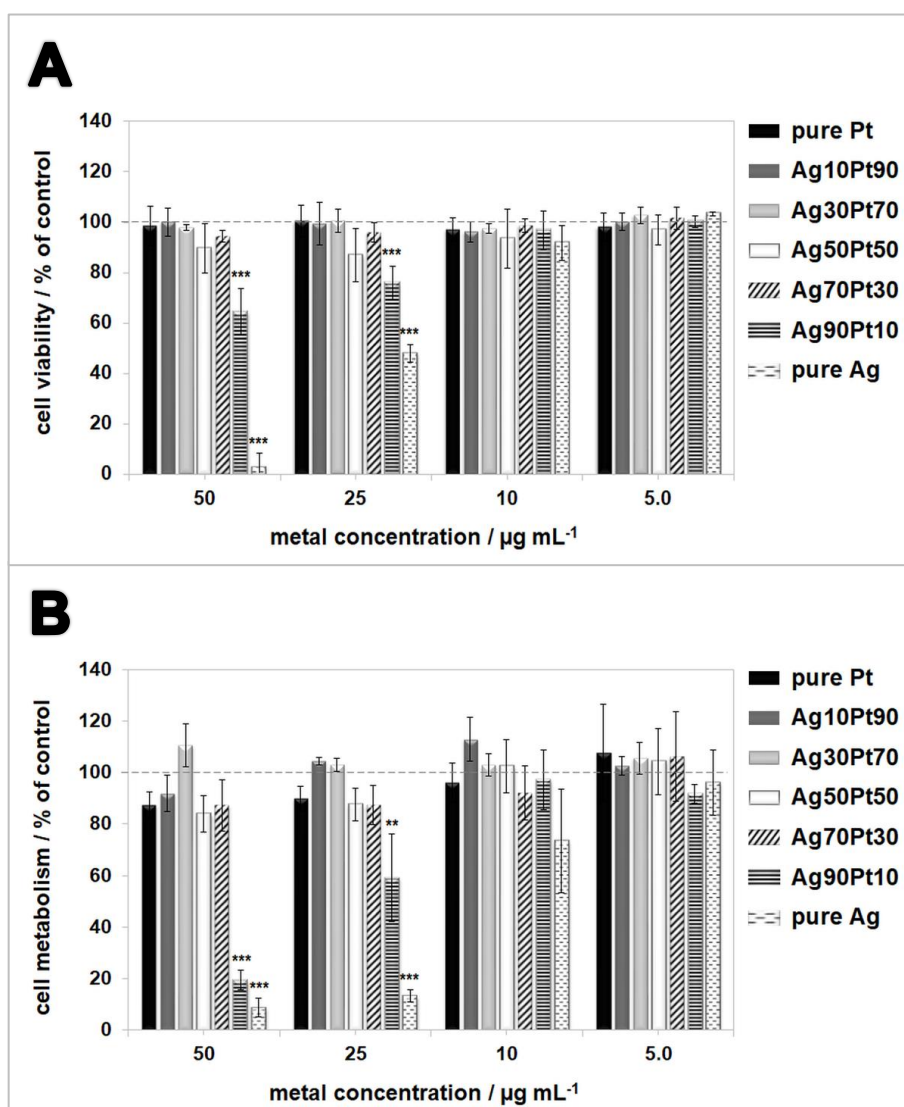 A
140
120
100
80
60
40
20
0
cell viability / % of control
***
***
***
***
50
25
10
5.0
metal concentration / µg mL-1
pure Pt
Ag10Pt90
Ag30Pt70
Ag50Pt50
Ag70Pt30
Ag90Pt10
pure Ag
B
140
120
100
80
60
40
20
0
cell metabolism / % of control
***
***
**
***
50
25
10
5.0
metal concentration / µg mL-1
pure Pt
Ag10Pt90
Ag30Pt70
Ag50Pt50
Ag70Pt30
Ag90Pt10
pure Ag